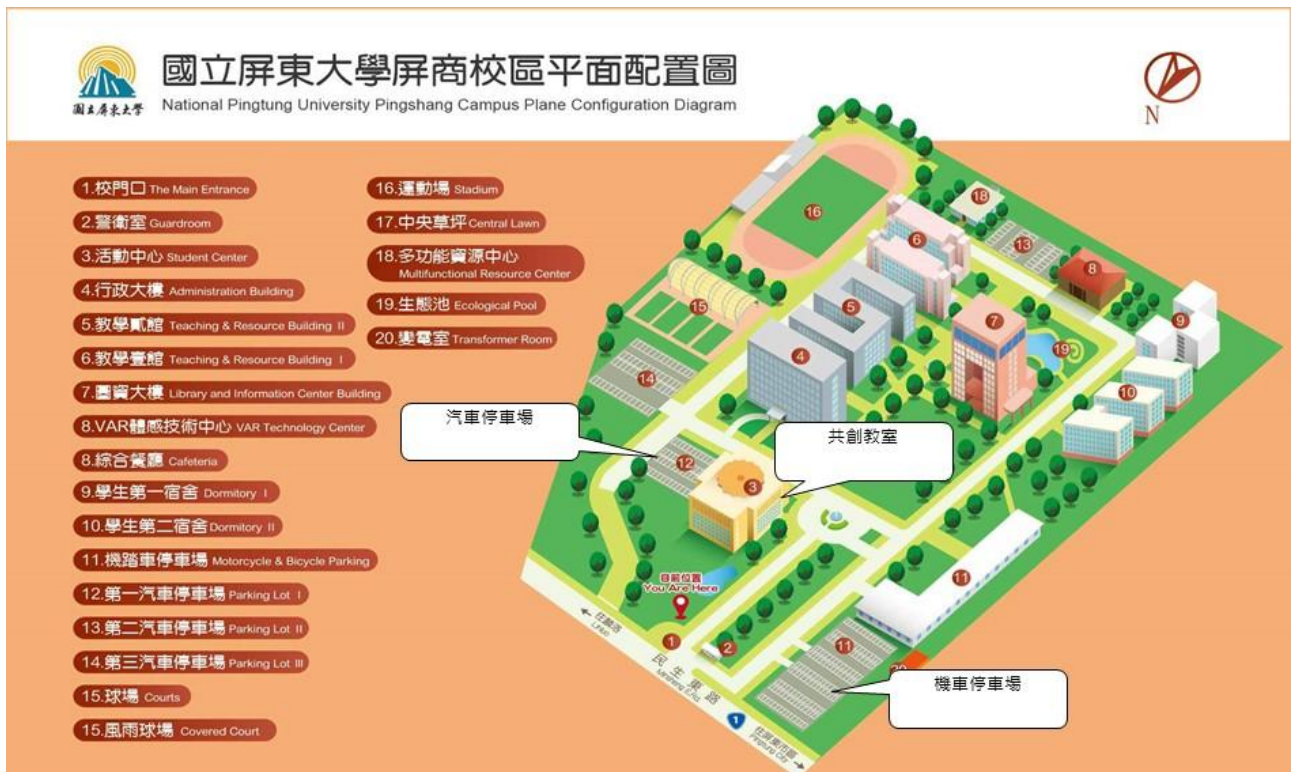 國立屏東大學
國立屏東大學屏商校區平面配置圖
National Pingtung University Pingshang Campus Plane Configuration Diagram
N
1.校門口 The Main Entrance
2.警衛室 Guardroom
3.活動中心 Student Center
4.行政大樓 Administration Building
5.教學貳館 Teaching & Resource Building II
6.教學壹館 Teaching & Resource Building I
7.圖資大樓 Library and Information Center Building
8.VAR體感技術中心 VAR Technology Center
8.綜合餐廳 Cafeteria
9.學生第一宿舍 Dormitory I
10.學生第二宿舍 Dormitory II
11.機踏車停車場 Motorcycle & Bicycle Parking
12.第一汽車停車場 Parking Lot I
13.第二汽車停車場 Parking Lot II
14.第三汽車停車場 Parking Lot III
15.球場 Courts
15.風雨球場 Covered Court
16.運動場 Stadium
17.中央草坪 Central Lawn
18.多功能資源中心
Multifunctional Resource Center
19.生態池 Ecological Pool
20.變電室 Transformer Room
16
18
13
6
8
15
5
7
9
19
4
14
10
汽車停車場
共創教室
12
3
11
目前位置
You Are Here
往麟洛
1
2
11
民生東路
20
機車停車場
1
往屏東市區
Pingtung City